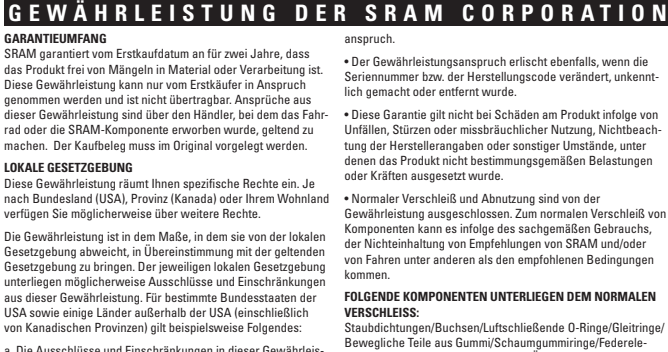 GEWÄHRLEISTUNG DER SRAM CORPORATION
GARANTIEUMFANG
SRAM garantiert vom Erstkaufdatum an für zwei Jahre, dass
das Produkt frei von Mängeln in Material oder Verarbeitung ist.
Diese Gewährleistung kann nur vom Erstkäufer in Anspruch
genommen werden und ist nicht übertragbar. Ansprüche aus
dieser Gewährleistung sind über den Händler, bei dem das Fahr-
rad oder die SRAM-Komponente erworben wurde, geltend zu
machen. Der Kaufbeleg muss im Original vorgelegt werden.
LOKALE GESETZGEBUNG
Diese Gewährleistung räumt Ihnen spezifische Rechte ein. Je
nach Bundesland (USA), Provinz (Kanada) oder Ihrem Wohnland
verfügen Sie möglicherweise über weitere Rechte.
Die Gewährleistung ist in dem Maße, in dem sie von der lokalen
Gesetzgebung abweicht, in Übereinstimmung mit der geltenden
Gesetzgebung zu bringen. Der jeweiligen lokalen Gesetzgebung
unterliegen möglicherweise Ausschlüsse und Einschränkungen
aus dieser Gewährleistung. Für bestimmte Bundesstaaten der
USA sowie einige Länder außerhalb der USA (einschließlich
von Kanadischen Provinzen) gilt beispielsweise Folgendes:
a. Die Ausschlüsse und Einschränkungen in dieser Gewährleis-
anspruch.
• Der Gewährleistungsanspruch erlischt ebenfalls, wenn die
Seriennummer bzw. der Herstellungscode verändert, unkennt-
lich gemacht oder entfernt wurde.
• Diese Garantie gilt nicht bei Schäden am Produkt infolge von
Unfällen, Stürzen oder missbräuchlicher Nutzung, Nichtbeach-
tung der Herstellerangaben oder sonstiger Umstände, unter
denen das Produkt nicht bestimmungsgemäßen Belastungen
oder Kräften ausgesetzt wurde.
• Normaler Verschleiß und Abnutzung sind von der
Gewährleistung ausgeschlossen. Zum normalen Verschleiß von
Komponenten kann es infolge des sachgemäßen Gebrauchs,
der Nichteinhaltung von Empfehlungen von SRAM und/oder
von Fahren unter anderen als den empfohlenen Bedingungen
kommen.
FOLGENDE KOMPONENTEN UNTERLIEGEN DEM NORMALEN
VERSCHLEISS:
Staubdichtungen/Buchsen/Luftschließende O-Ringe/Gleitringe/
Bewegliche Teile aus Gummi/Schaumgummiringe/Federele-